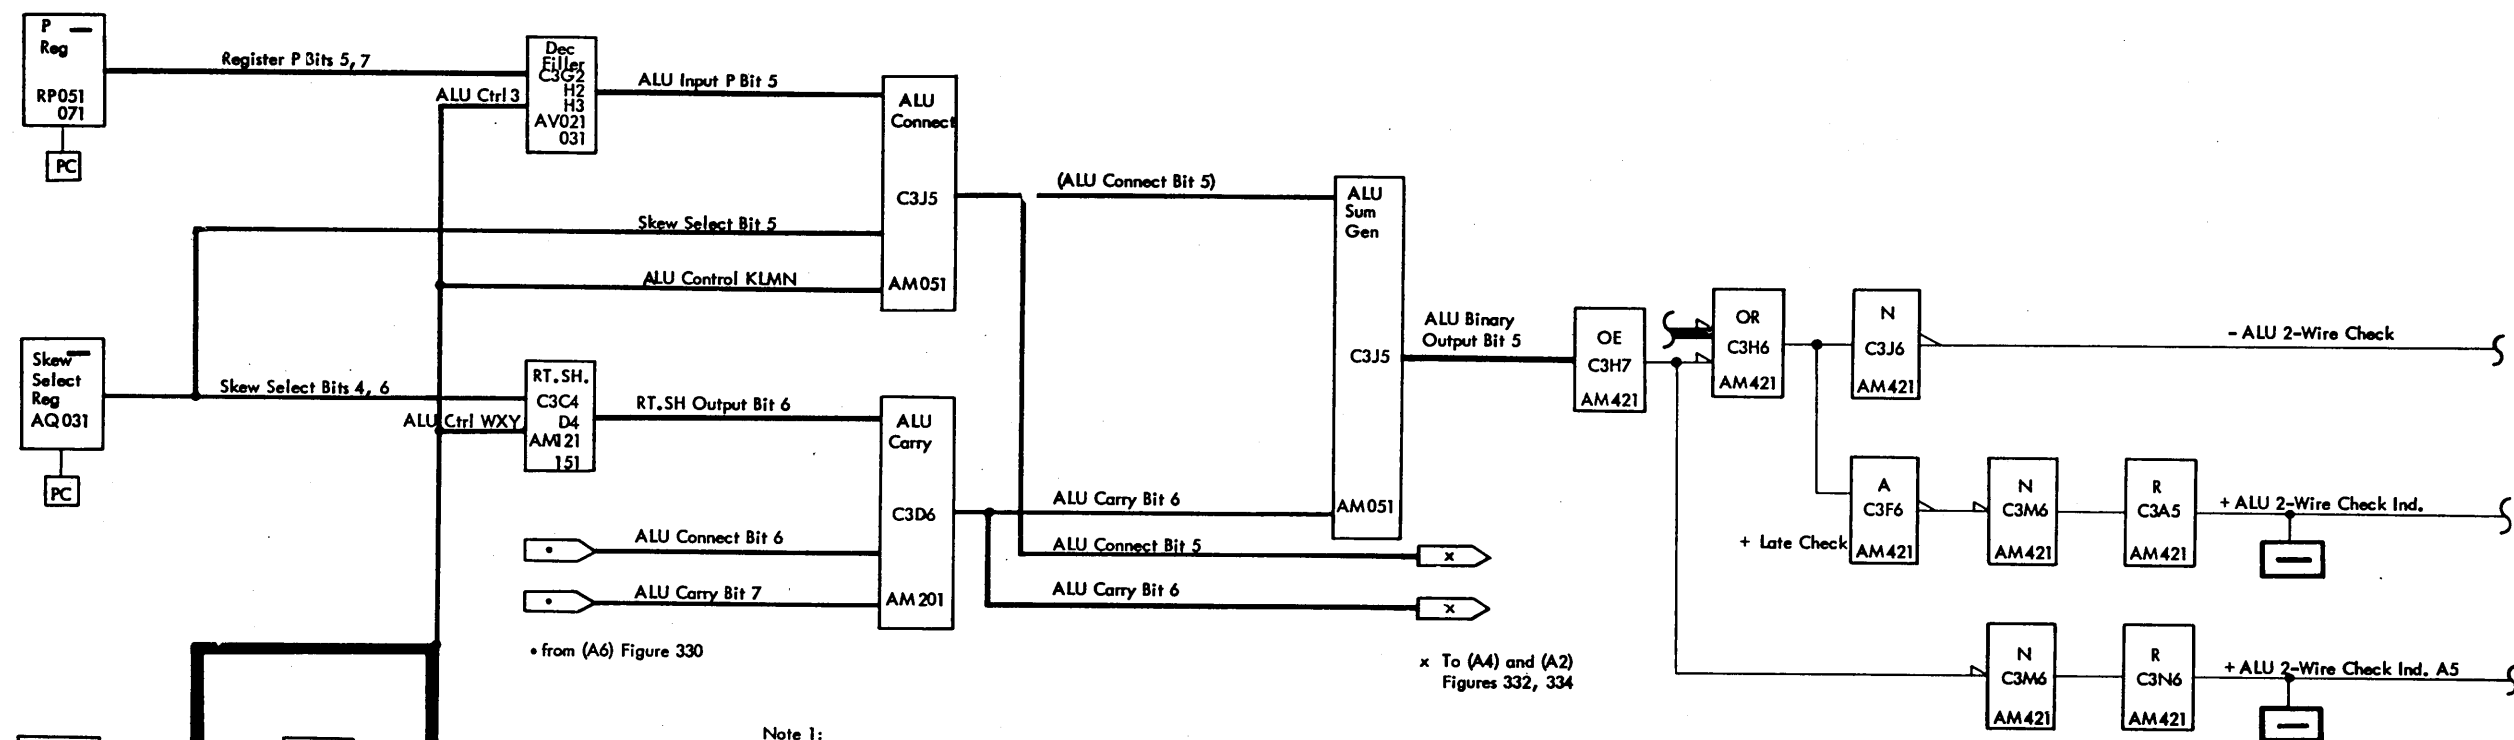 P
Reg
RP051
071
PC
Register P Bits 5, 7
ALU Ctrl 3
Dec
Filler
C3G2
H2
H3
AV021
031
ALU Input P Bit 5
ALU
Connect
C3J5
AM051
Skew Select Bit 5
ALU Control KLMN
(ALU Connect Bit 5)
ALU
Sum
Gen
C3J5
AM051
Skew
Select
Reg
AQ031
PC
Skew Select Bits 4, 6
ALU Ctrl WXY
RT.SH.
C3C4
D4
AM121
151
RT.SH Output Bit 6
ALU
Carry
C3D6
AM201
ALU Connect Bit 6
ALU Carry Bit 7
• from (A6) Figure 330
ALU Carry Bit 6
ALU Connect Bit 5
x
ALU Carry Bit 6
x
x To (A4) and (A2)
Figures 332, 334
ALU Binary
Output Bit 5
OE
C3H7
AM421
OR
C3H6
AM421
N
C3J6
AM421
- ALU 2-Wire Check
A
C3F6
AM421
+ Late Check
N
C3M6
AM421
R
C3A5
AM421
+ ALU 2-Wire Check Ind.
N
C3M6
AM421
R
C3N6
AM421
+ ALU 2-Wire Check Ind. A5
Note 1: